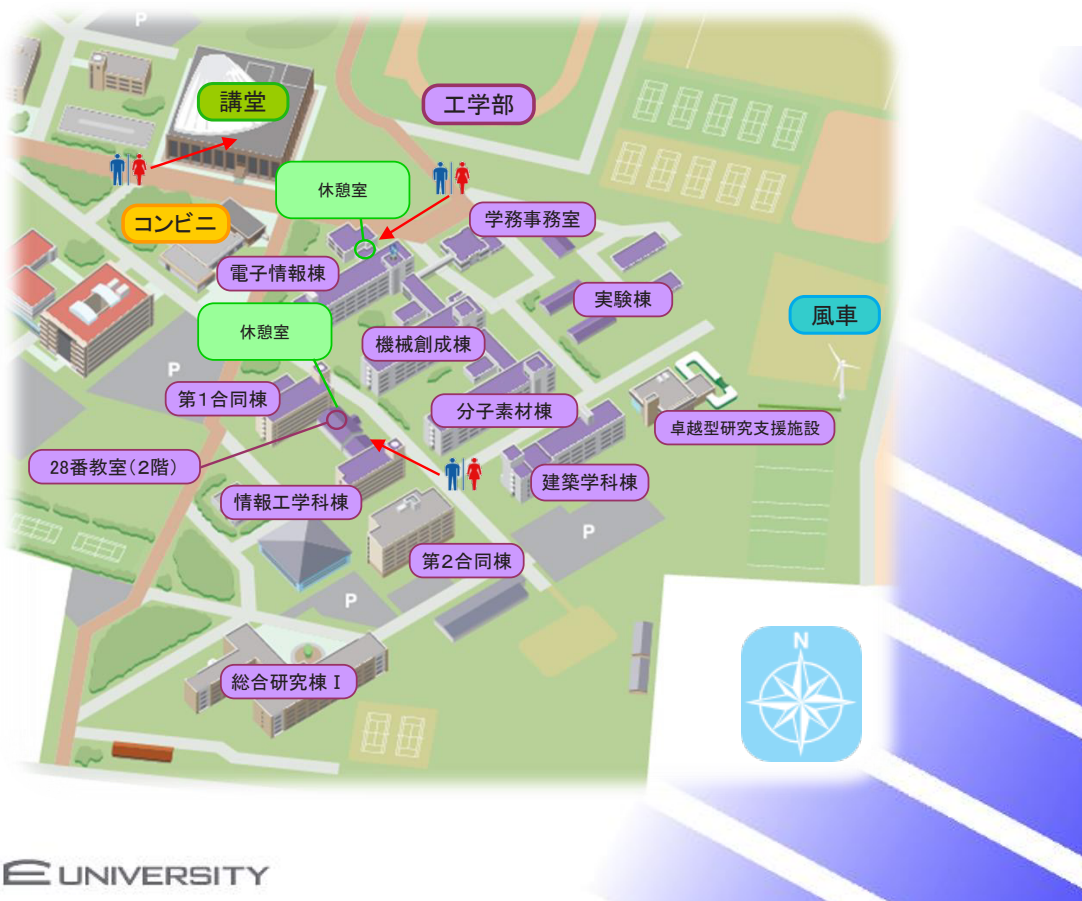 P
講堂
工学部
休憩室
コンビニ
学務事務室
電子情報棟
実験棟
風車
休憩室
機械創成棟
P
第1合同棟
分子素材棟
卓越型研究支援施設
28番教室(2階)
建築学科棟
情報工学科棟
P
第2合同棟
P
総合研究棟Ⅰ
N
E UNIVERSITY